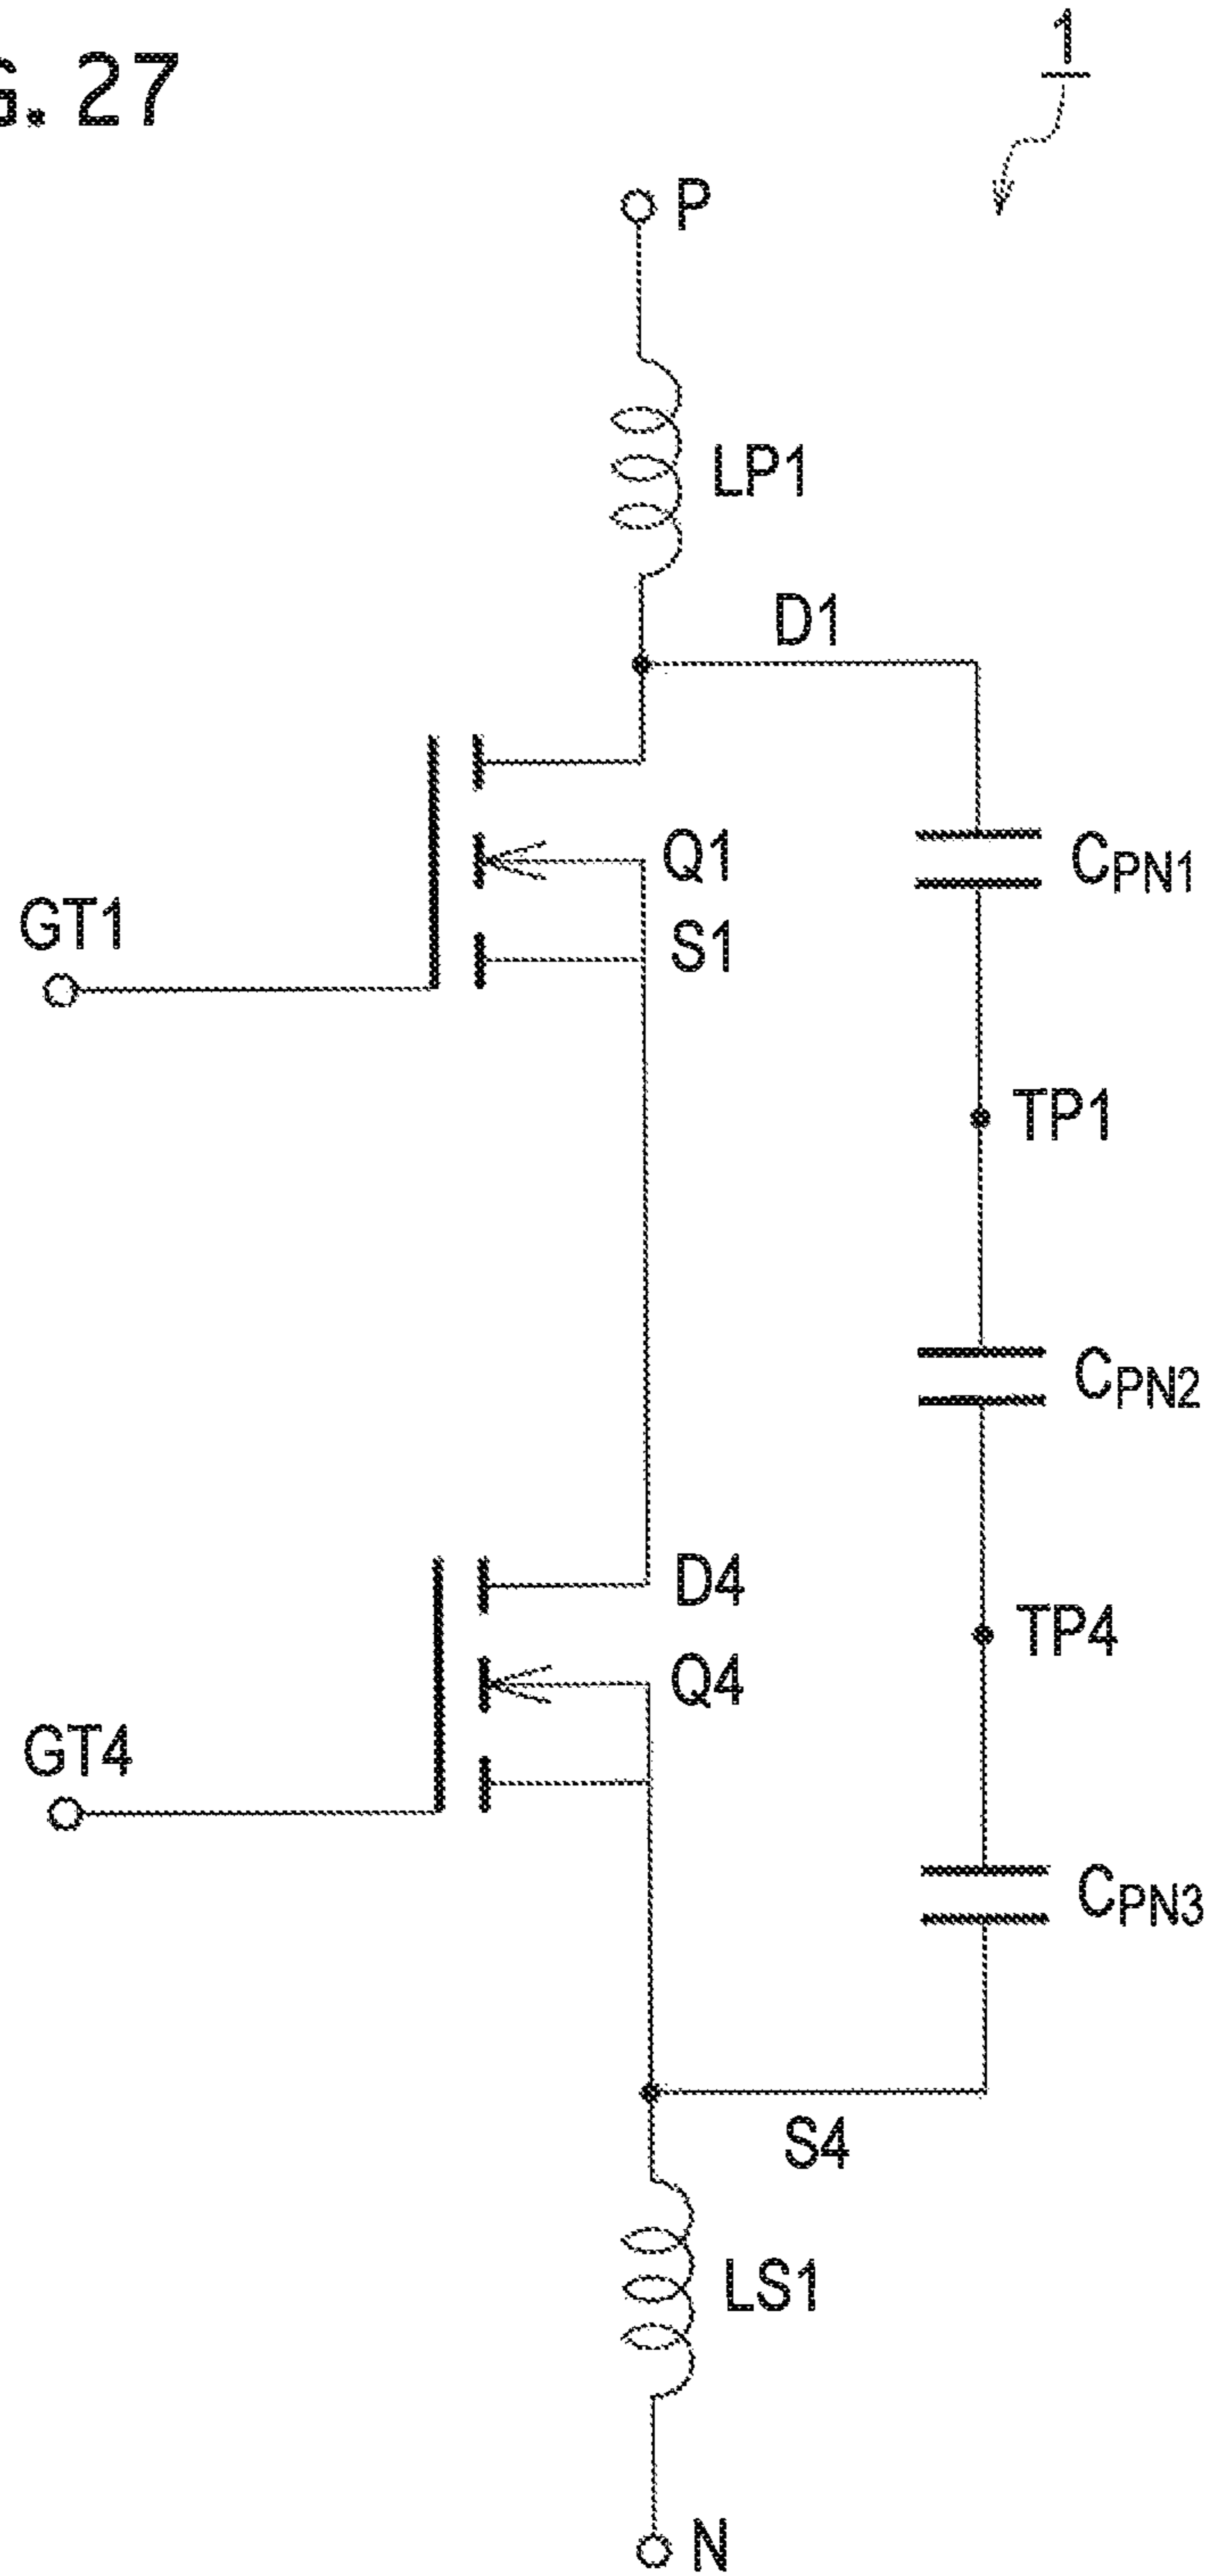 G. 27
1
P
LP1
D1
Q1
CPN1
GT1
S1
TP1
CPN2
D4
TP4
Q4
GT4
CPN3
S4
LS1
N